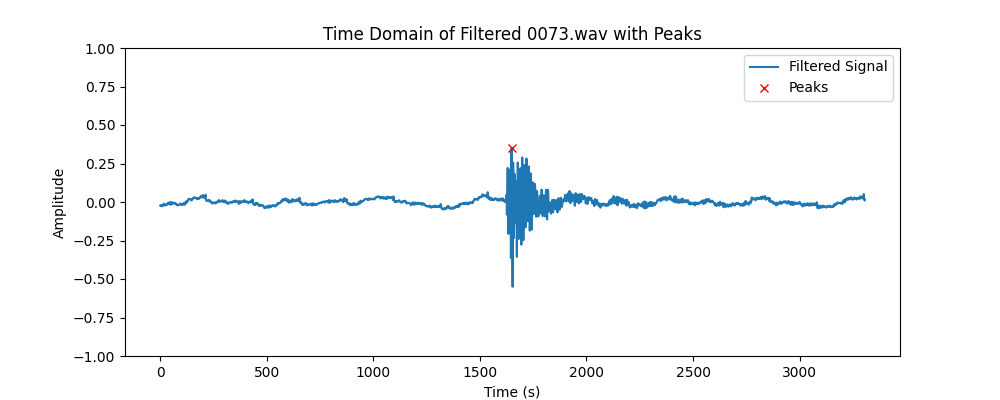 Time Domain of Filtered 0073.wav with Peaks
1.00
0.75
0.50
0.25
0.00
−0.25
−0.50
−0.75
−1.00
Amplitude
Filtered Signal
Peaks
0 500 1000 1500 2000 2500 3000
Time (s)